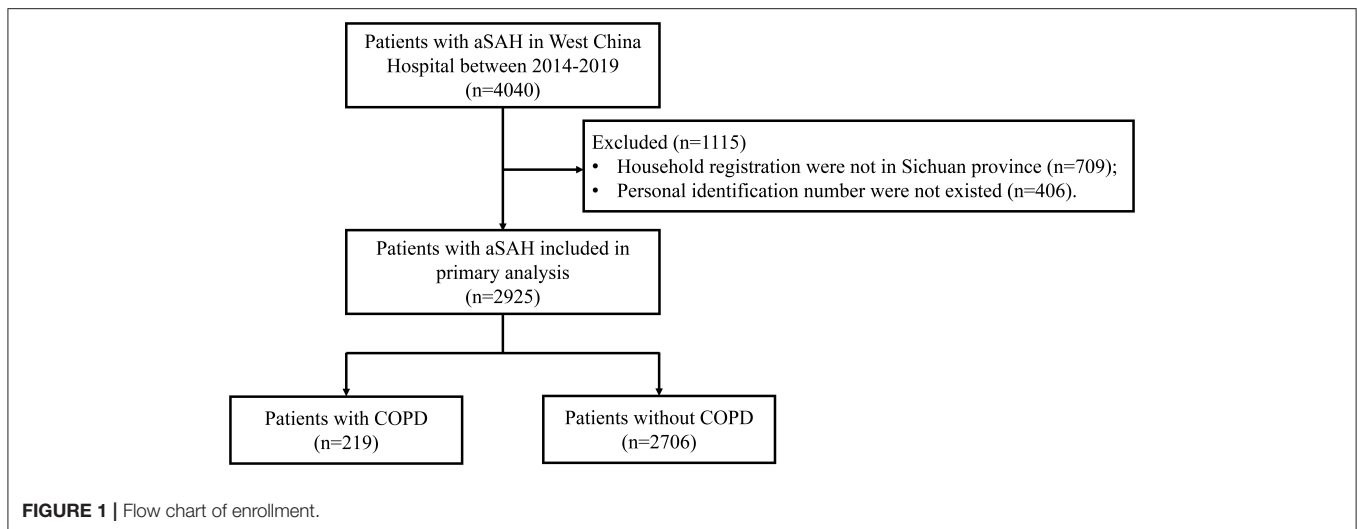 Patients with aSAH in West China
Hospital between 2014-2019
(n=4040)
Excluded (n=1115)
• Household registration were not in Sichuan province (n=709);
• Personal identification number were not existed (n=406).
Patients with aSAH included in
primary analysis
(n=2925)
Patients with COPD
(n=219)
Patients without COPD
(n=2706)
FIGURE 1 | Flow chart of enrollment.